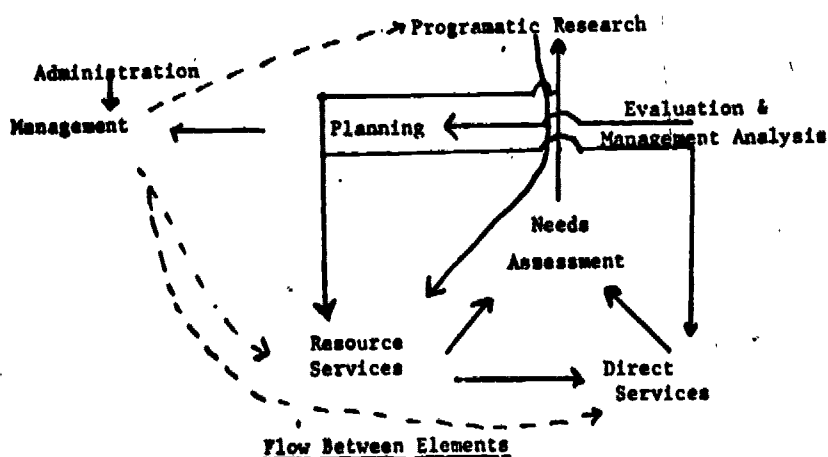 Programatic Research
Administration
Management
Planning
Evaluation &
Management Analysis
Needs
Assessment
Resource
Services
Direct
Services
Flow Between Elements